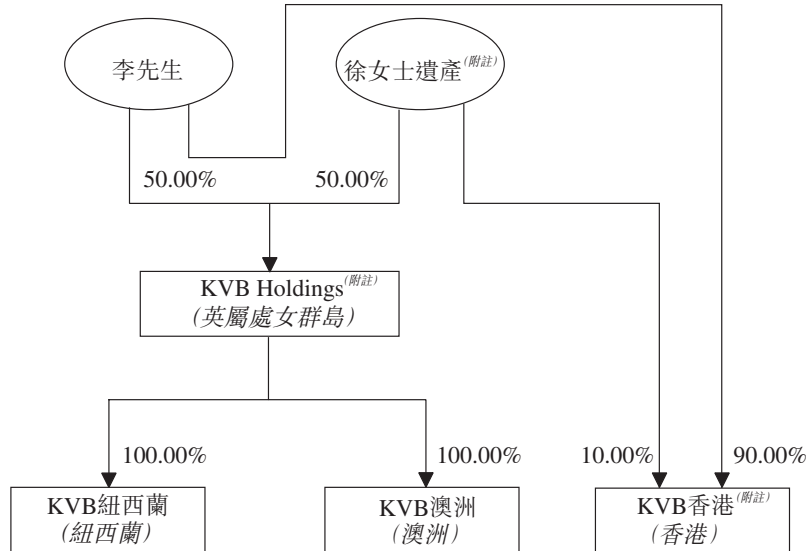 李先生
徐女士遺產(附註)
50.00%
50.00%
KVB Holdings(附註)
(英屬處女群島)
100.00%
100.00%
10.00%
90.00%
KVB紐西蘭
(紐西蘭)
KVB澳洲
(澳洲)
KVB香港(附註)
(香港)